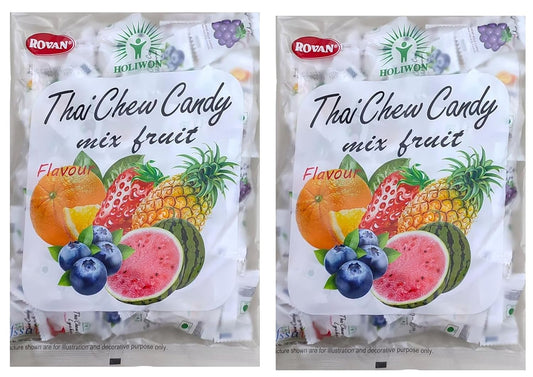 ROVAN®
HOLIWON
Thai Chew Candy
mix fruit
Flavour
cture shown are for illustration and decorative purpose only.
ROVAN®
HOLIWON
Thai Chew Candy
mix fruit
Flavour
cture shown are for illustration and decorative purpose only.